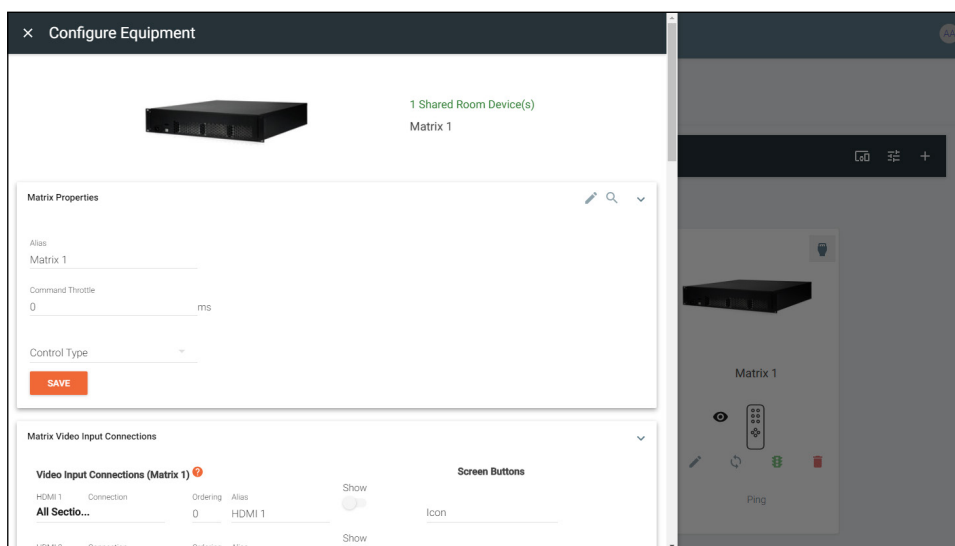 Configure Equipment
AA
1 Shared Room Device(s)
Matrix 1
Matrix Properties
Alias
Matrix 1
Command Throttle
0 ms
Control Type
SAVE
Matrix 1
Ping
Matrix Video Input Connections
Video Input Connections (Matrix 1) ?
Screen Buttons
HDMI 1 Connection Ordering Alias Show
All Sectio... 0 HDMI 1 Icon
Show